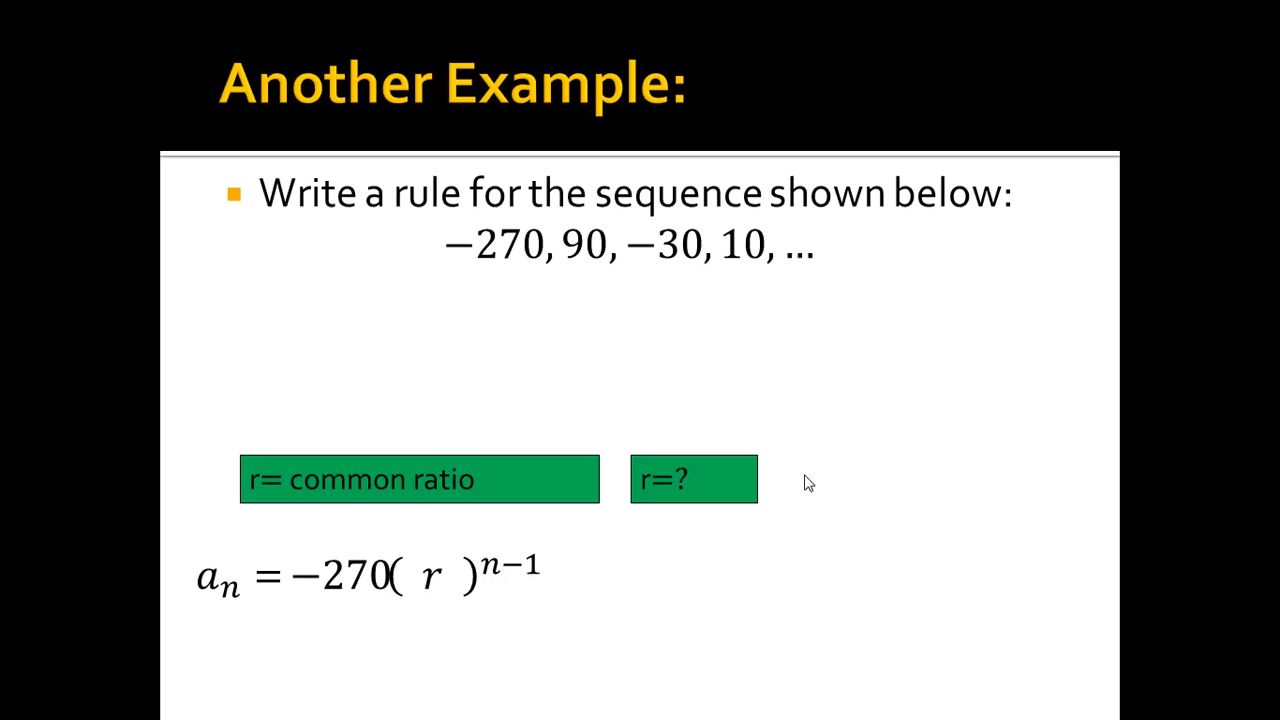 Another Example:
Write a rule for the sequence shown below:
−270, 90, −30, 10, …
r= common ratio
r=?
aₙ = −270( r )ⁿ⁻¹